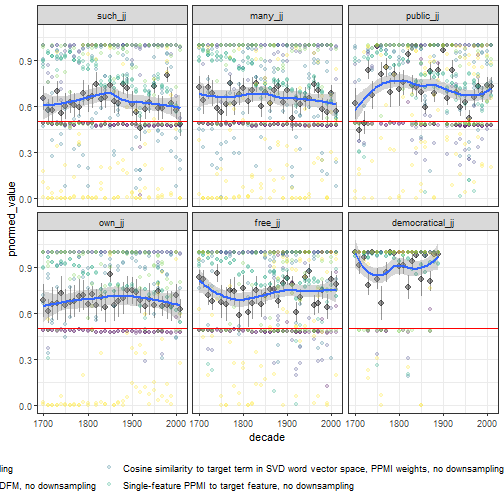 such_jj many_jj public_jj
0.9
0.6
0.3
0.0
own_jj free_jj democratical_jj
0.9
0.6
0.3
0.0
pnormed_value
1700 1800 1900 2000 1700 1800 1900 2000 1700 1800 1900 2000
decade
ling Cosine similarity to target term in SVD word vector space, PPMI weights, no downsampling
DFM, no downsampling Single-feature PPMI to target feature, no downsampling